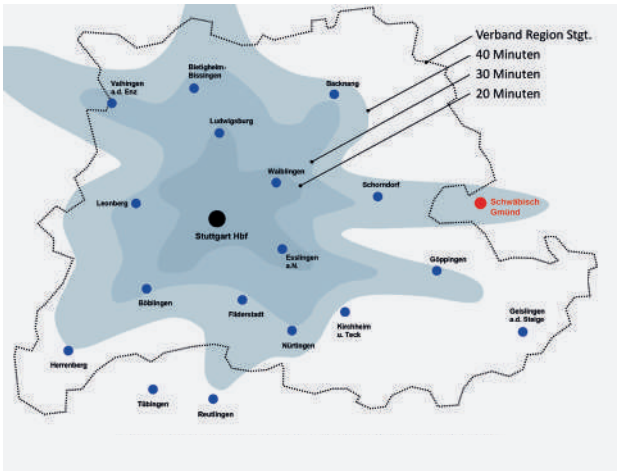 Verband Region Stgt.
40 Minuten
30 Minuten
20 Minuten
Bietigheim-
Bissingen
Vaihingen
a.d. Enz
Backnang
Ludwigsburg
Waiblingen
Schorndorf
Leonberg
Schwäbisch
Gmünd
Stuttgart Hbf
Esslingen
a.N.
Göppingen
Böblingen
Filderstadt
Geislingen
a.d. Steige
Kirchheim
u. Teck
Nürtingen
Herrenberg
Tübingen
Reutlingen